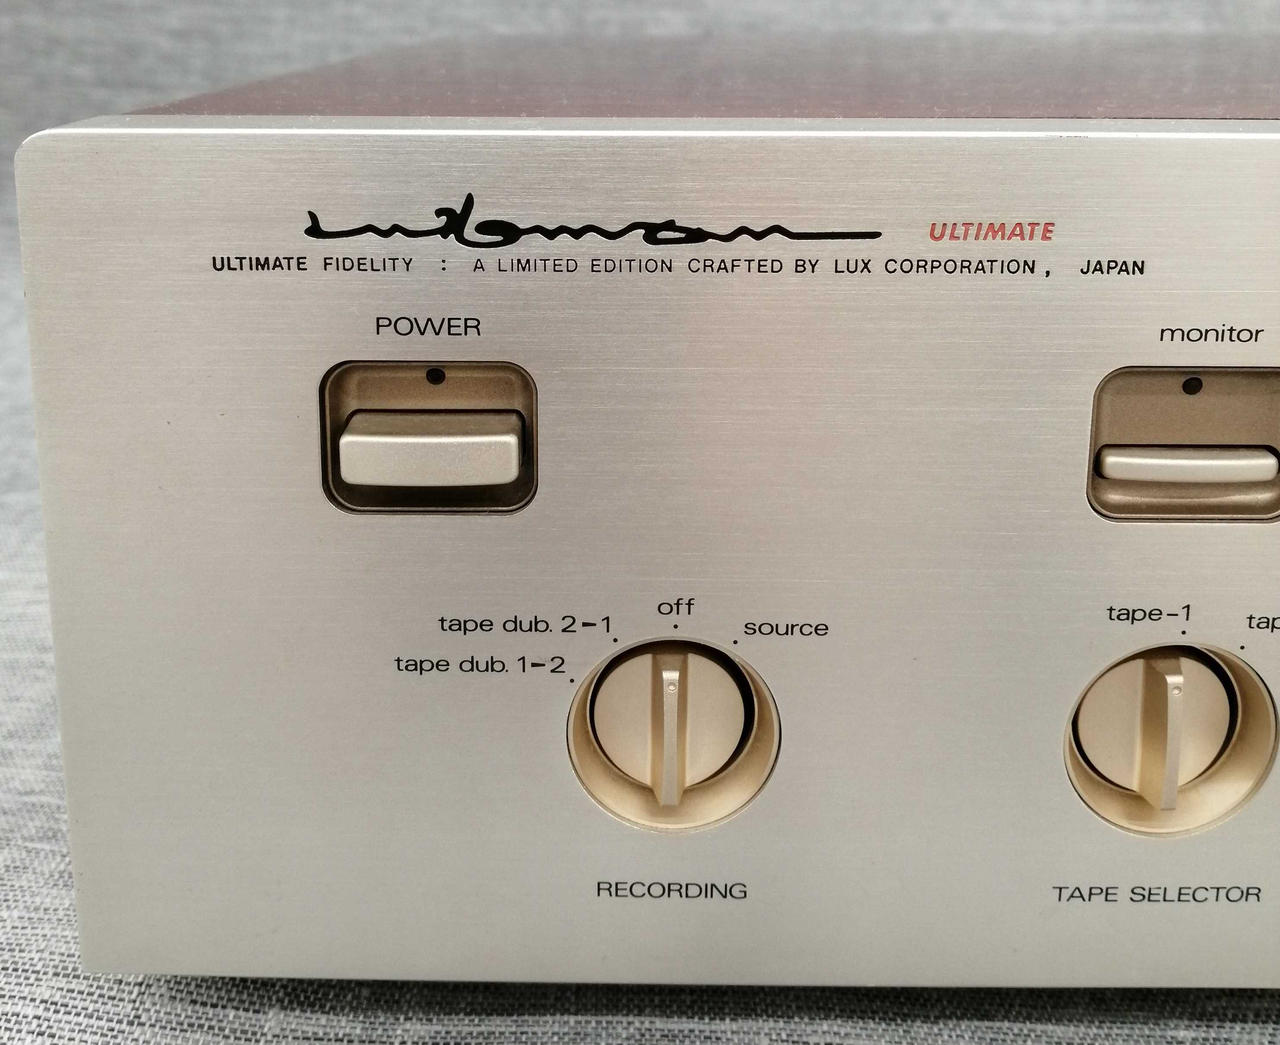 Luxman ULTIMATE
ULTIMATE FIDELITY : A LIMITED EDITION CRAFTED BY LUX CORPORATION, JAPAN
POWER
monitor
off
tape dub. 2-1
source
tape dub. 1-2
tape-1
RECORDING
TAPE SELECTOR